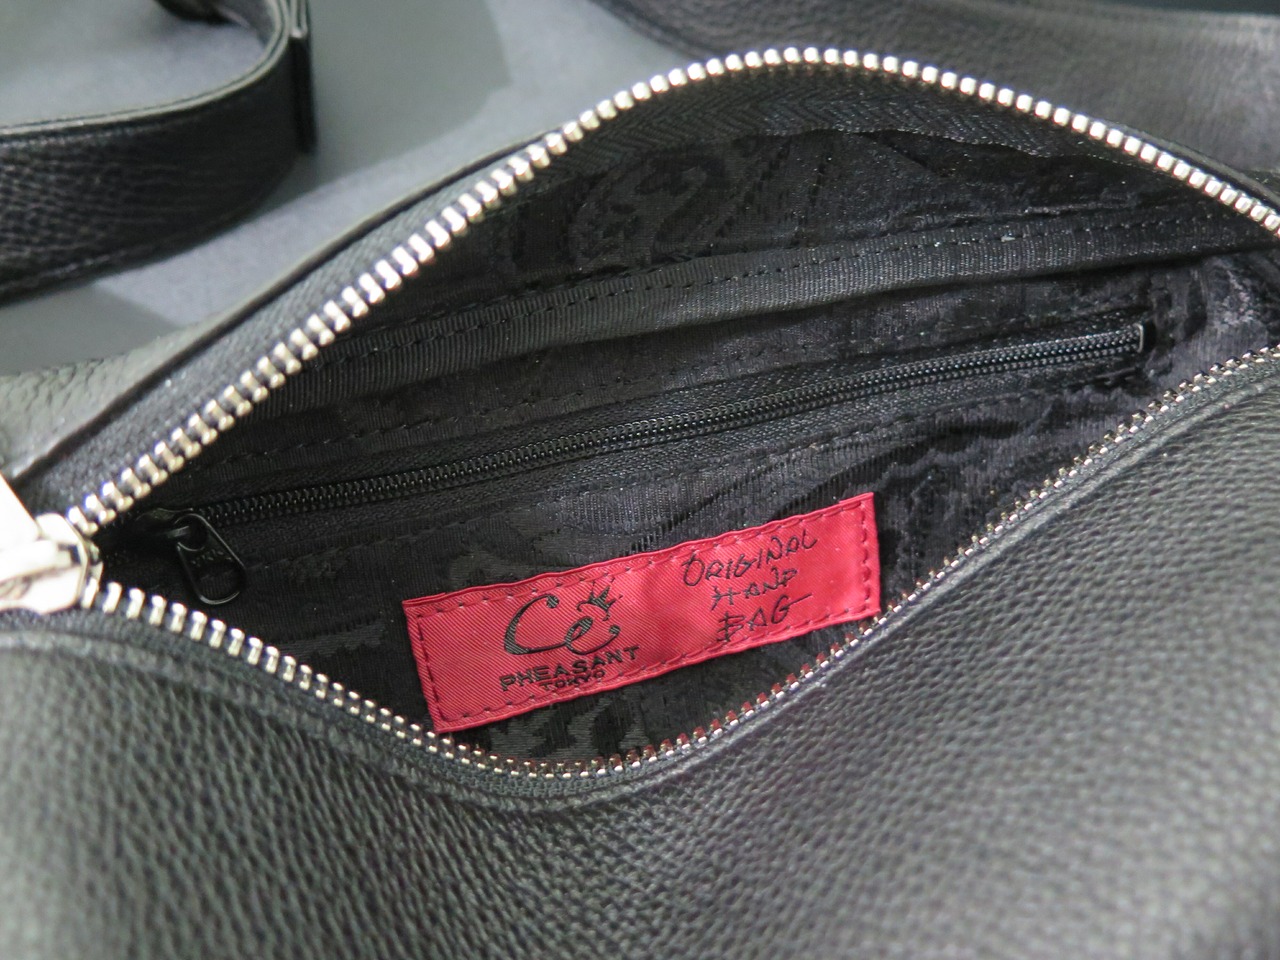 Ce
PHEASANT
TOKYO
ORIGINAL
HAND
BAG